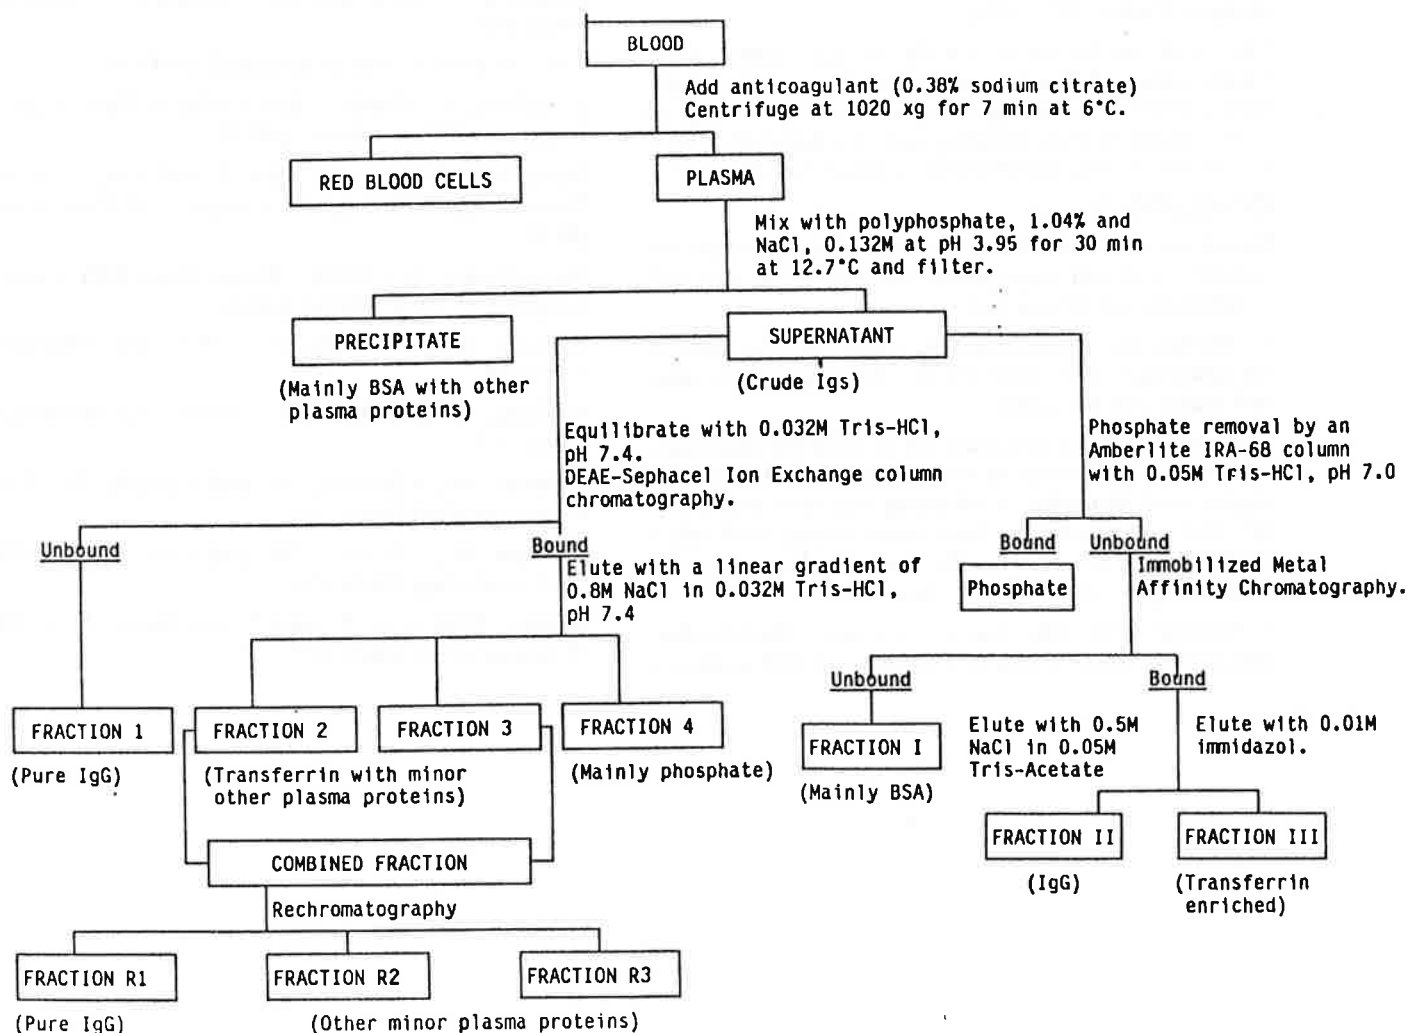 BLOOD
Add anticoagulant (0.38% sodium citrate)
Centrifuge at 1020 xg for 7 min at 6°C.
RED BLOOD CELLS
PLASMA
Mix with polyphosphate, 1.04% and
NaCl, 0.132M at pH 3.95 for 30 min
at 12.7°C and filter.
PRECIPITATE
(Mainly BSA with other
plasma proteins)
SUPERNATANT
(Crude Igs)
Equilibrate with 0.032M Tris-HCl,
pH 7.4.
DEAE-Sephacel Ion Exchange column
chromatography.
Phosphate removal by an
Amberlite IRA-68 column
with 0.05M Tris-HCl, pH 7.0
Unbound
Bound
Elute with a linear gradient of
0.8M NaCl in 0.032M Tris-HCl,
pH 7.4
Bound
Phosphate
Unbound
Immobilized Metal
Affinity Chromatography.
FRACTION 1
(Pure IgG)
FRACTION 2
FRACTION 3
(Transferrin with minor
other plasma proteins)
FRACTION 4
(Mainly phosphate)
Unbound
FRACTION I
(Mainly BSA)
Bound
Elute with 0.5M
NaCl in 0.05M
Tris-Acetate
Elute with 0.01M
immidazol.
FRACTION II
(IgG)
FRACTION III
(Transferrin
enriched)
COMBINED FRACTION
Rechromatography
FRACTION R1
(Pure IgG)
FRACTION R2
FRACTION R3
(Other minor plasma proteins)